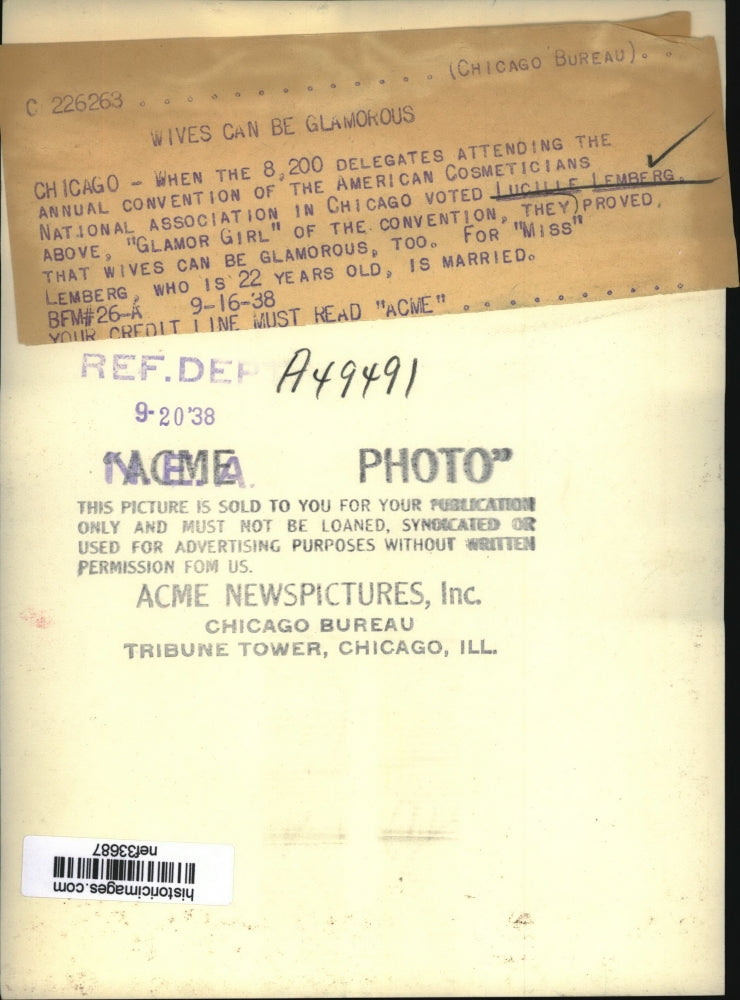 C 226263 . . . . . . . . . . . . . (CHICAGO BUREAU). . .
WIVES CAN BE GLAMOROUS
CHICAGO - WHEN THE 8,200 DELEGATES ATTENDING THE
ANNUAL CONVENTION OF THE AMERICAN COSMETICIANS
NATIONAL ASSOCIATION IN CHICAGO VOTED LUCILLE LEMBERG,
ABOVE, "GLAMOR GIRL" OF THE CONVENTION, THEY PROVED,
THAT WIVES CAN BE GLAMOROUS, TOO. FOR "MISS"
LEMBERG, WHO IS 22 YEARS OLD, IS MARRIED.
BFM#26-A 9-16-38
YOUR CREDIT LINE MUST READ "ACME" . . . . . . . . .
REF.DEP
A49491
9-20'38
N.E.A.
"ACME PHOTO"
THIS PICTURE IS SOLD TO YOU FOR YOUR PUBLICATION
ONLY AND MUST NOT BE LOANED, SYNDICATED OR
USED FOR ADVERTISING PURPOSES WITHOUT WRITTEN
PERMISSION FOM US.
ACME NEWSPICTURES, Inc.
CHICAGO BUREAU
TRIBUNE TOWER, CHICAGO, ILL.
historicimages.com
nef33687